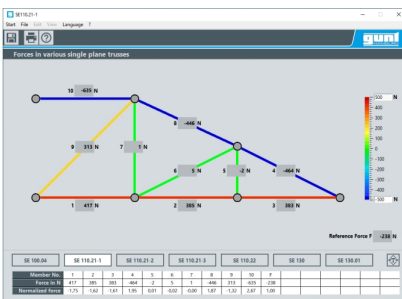 SE110.21-1
Start File Edit View Language ?
Forces in various single plane trusses
10 -635 N
8 -446 N
9 313 N
7 1 N
6 5 N
5 -2 N
4 -464 N
1 417 N
2 385 N
3 383 N
500 N
400
300
200
100
0
-100
-200
-300
-400
-500 N
Reference Force F -238 N
SE 100.04 SE 110.21-1 SE 110.21-2 SE 110.21-3 SE 110.22 SE 130 SE 130.01
Member No. 1 2 3 4 5 6 7 8 9 10 F
Force in N 417 385 383 -464 -2 5 1 -446 313 -635 -238
Normalized force -1,75 -1,62 -1,61 1,95 0,01 -0,02 -0,00 1,87 -1,32 2,67 1,00